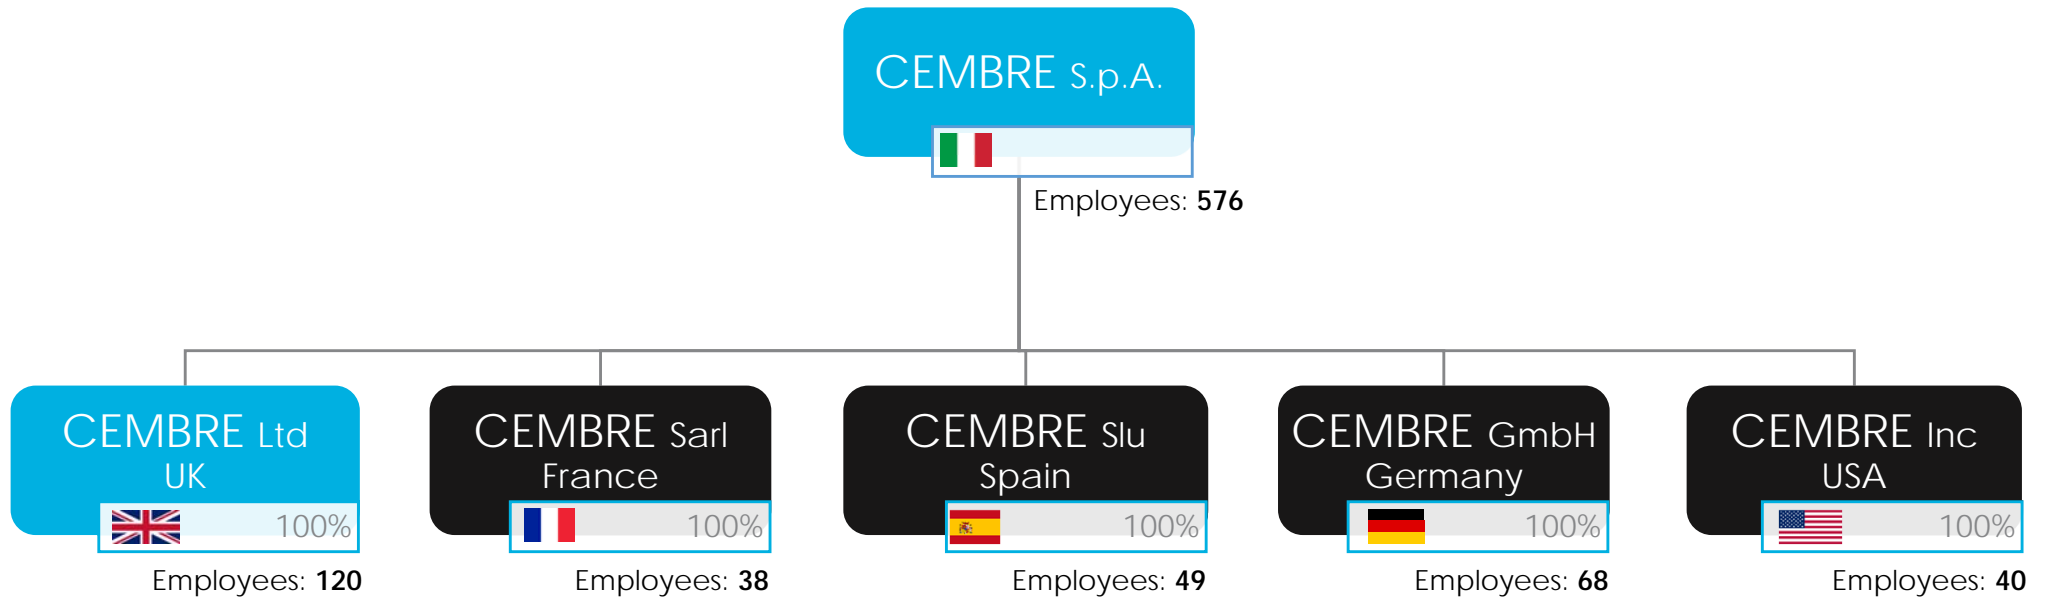 CEMBRE S.p.A.
Employees: 576
CEMBRE Ltd
UK
100%
Employees: 120
CEMBRE Sarl
France
100%
Employees: 38
CEMBRE Slu
Spain
100%
Employees: 49
CEMBRE GmbH
Germany
100%
Employees: 68
CEMBRE Inc
USA
100%
Employees: 40